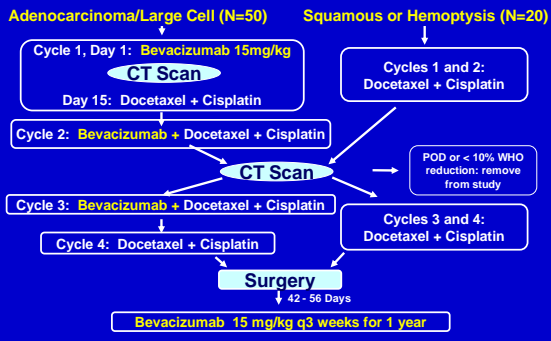 Adenocarcinoma/Large Cell (N=50)
Squamous or Hemoptysis (N=20)
Cycle 1, Day 1: Bevacizumab 15mg/kg
CT Scan
Day 15: Docetaxel + Cisplatin
Cycles 1 and 2:
Docetaxel + Cisplatin
Cycle 2: Bevacizumab + Docetaxel + Cisplatin
CT Scan
POD or < 10% WHO
reduction: remove
from study
Cycle 3: Bevacizumab + Docetaxel + Cisplatin
Cycles 3 and 4:
Docetaxel + Cisplatin
Cycle 4: Docetaxel + Cisplatin
Surgery
42 - 56 Days
Bevacizumab 15 mg/kg q3 weeks for 1 year